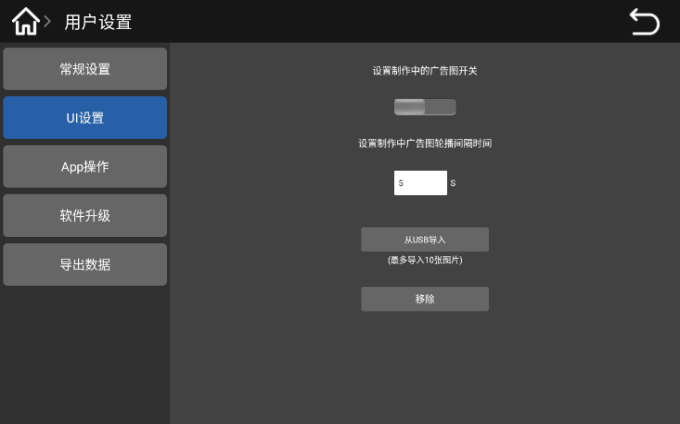 用户设置
常规设置
UI设置
App操作
软件升级
导出数据
设置制作中的广告图开关
设置制作中广告图轮播间隔时间
5 S
从USB导入
(最多导入10张图片)
移除